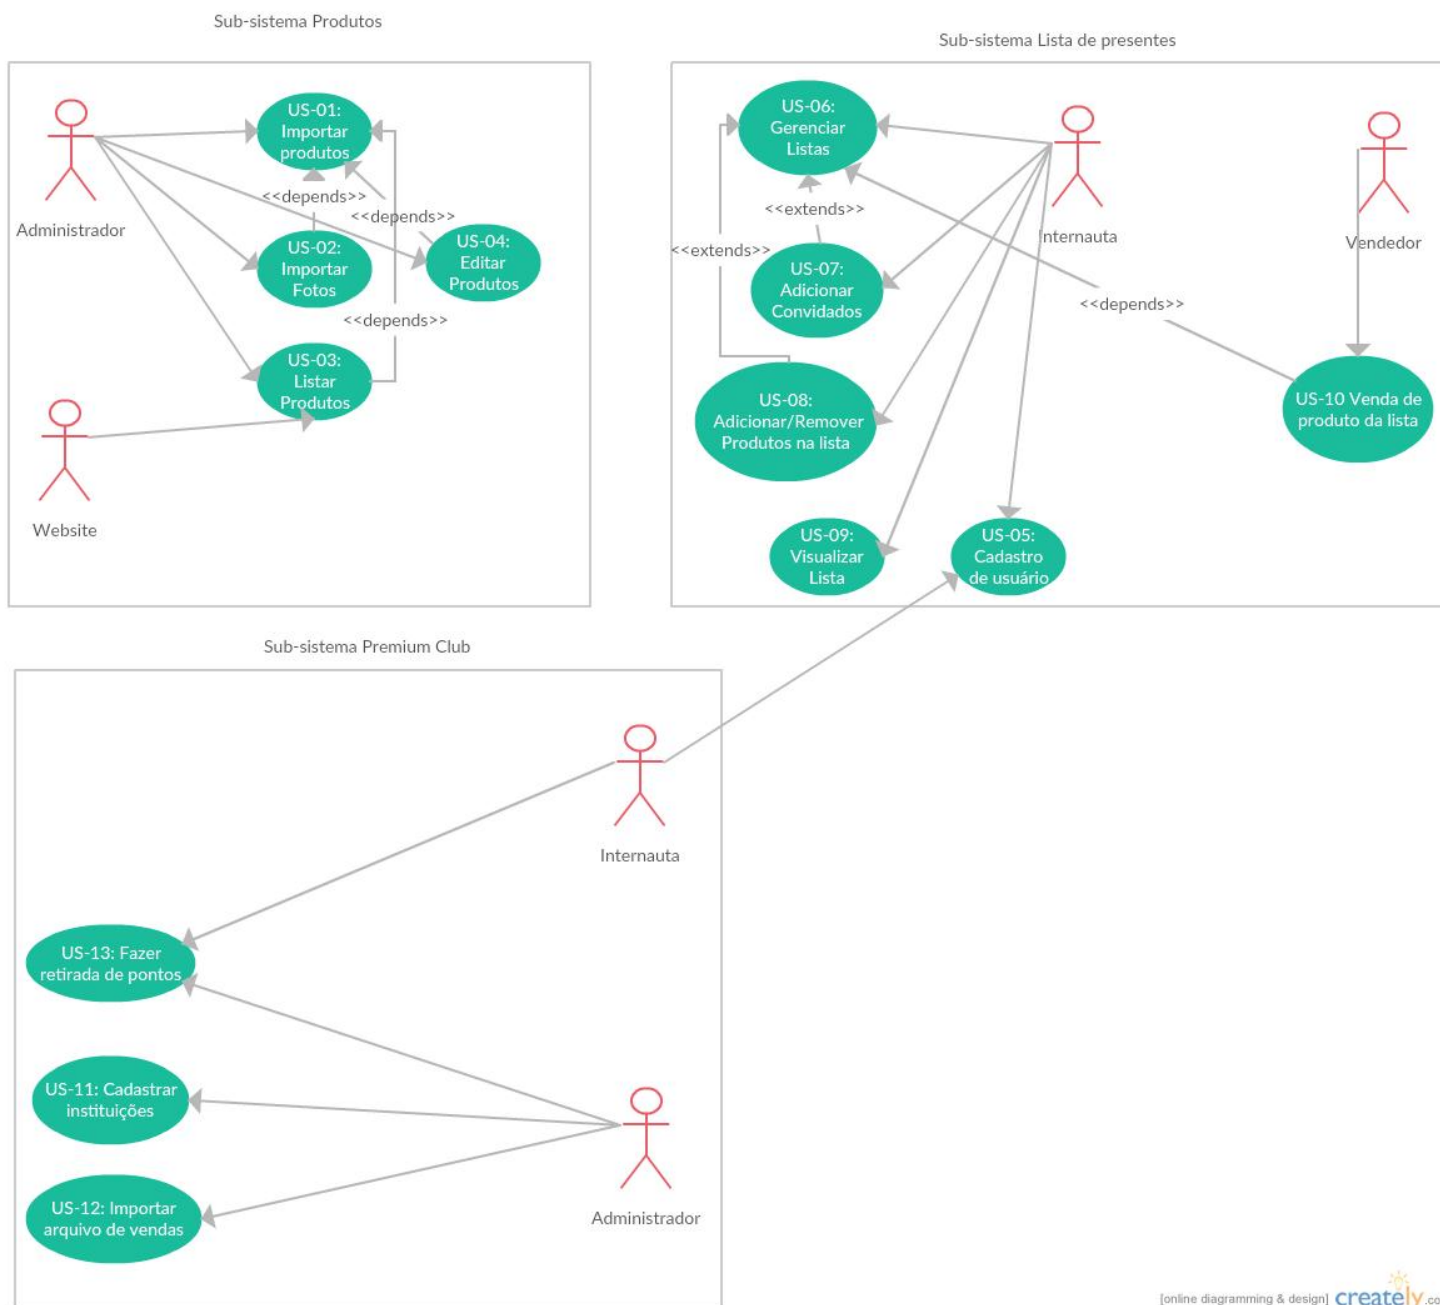 Sub-sistema Produtos
Administrador
US-01:
Importar
produtos
<<depends>>
<<depends>>
US-02:
Importar
Fotos
US-04:
Editar
Produtos
<<depends>>
US-03:
Listar
Produtos
Website
Sub-sistema Lista de presentes
US-06:
Gerenciar
Listas
Internauta
Vendedor
<<extends>>
<<extends>>
US-07:
Adicionar
Convidados
<<depends>>
US-08:
Adicionar/Remover
Produtos na lista
US-10 Venda de
produto da lista
US-09:
Visualizar
Lista
US-05:
Cadastro
de usuário
Sub-sistema Premium Club
Internauta
US-13: Fazer
retirada de pontos
US-11: Cadastrar
instituições
US-12: Importar
arquivo de vendas
Administrador
[online diagramming & design] creately.co